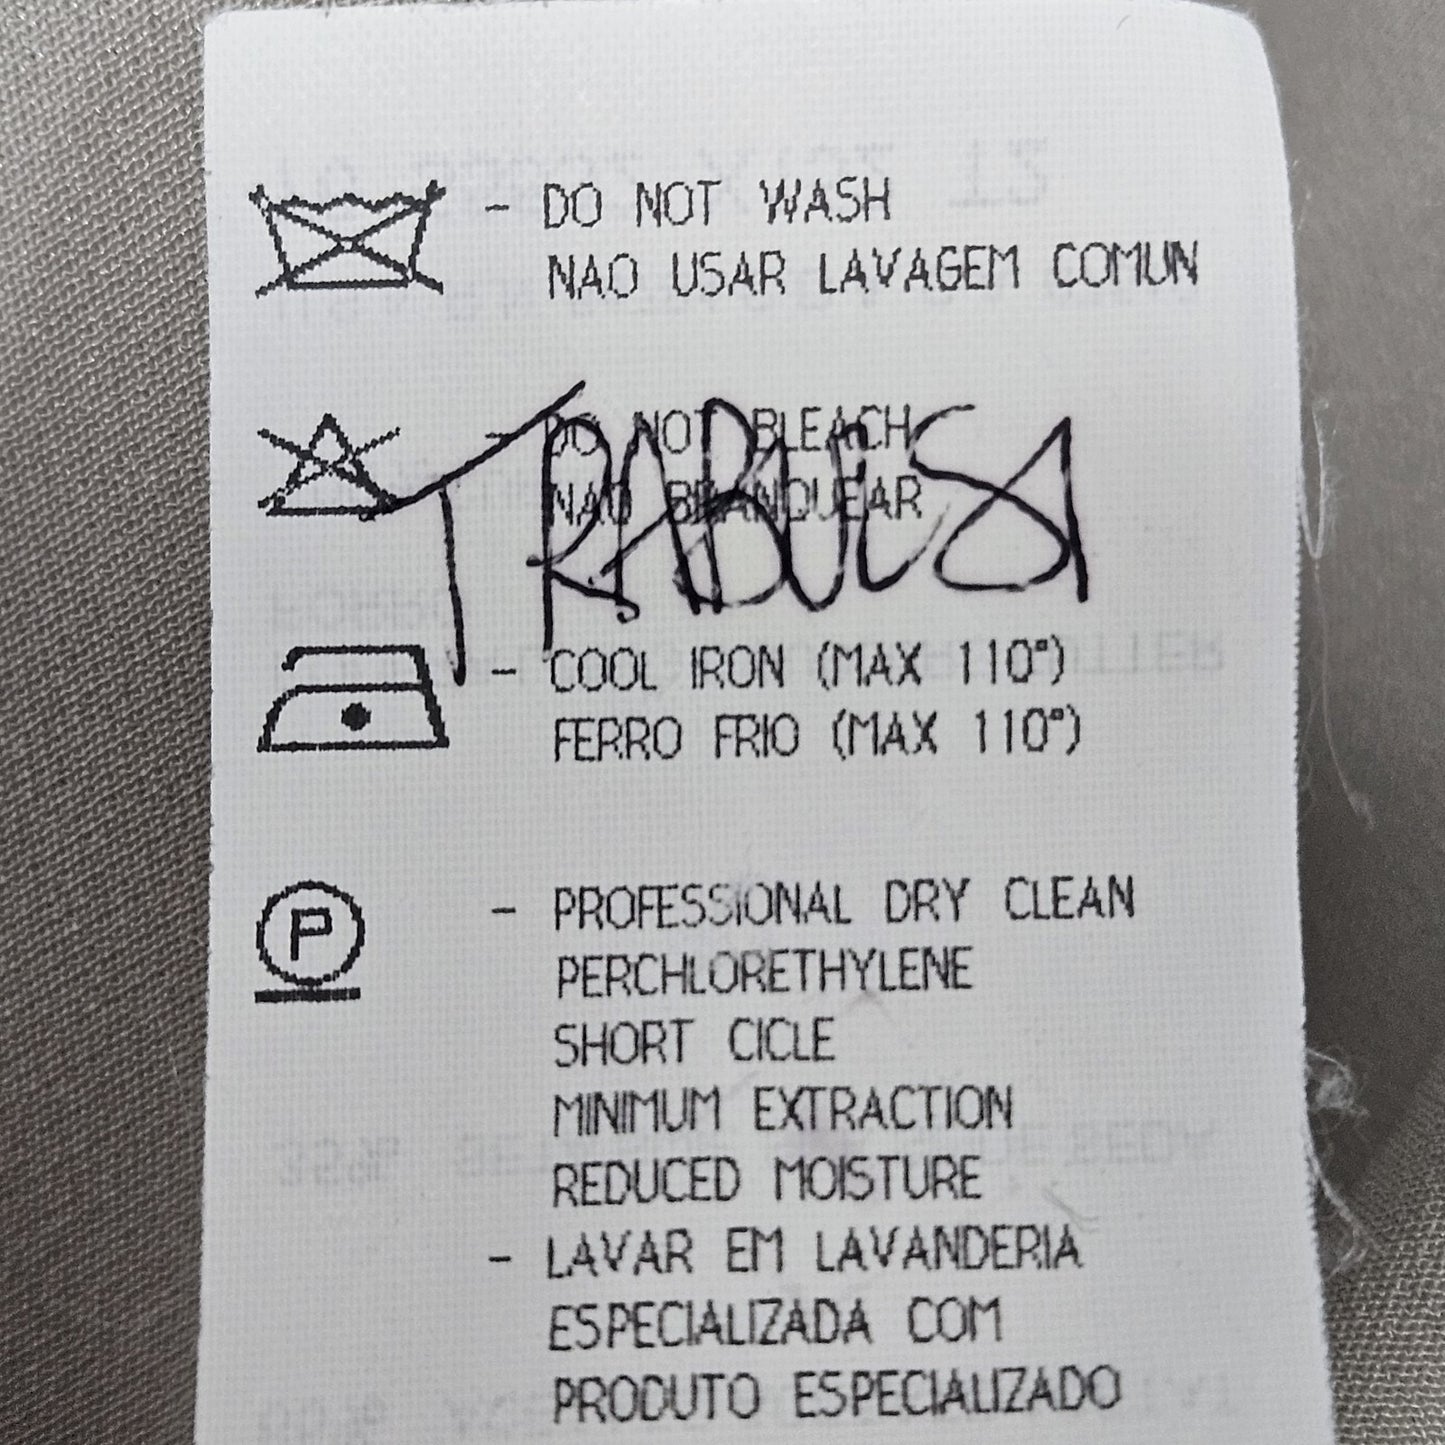 - DO NOT WASH
NAO USAR LAVAGEM COMUN
- DO NOT BLEACH
NAO BRANQUEAR
- COOL IRON (MAX 110°)
FERRO FRIO (MAX 110°)
P
- PROFESSIONAL DRY CLEAN
PERCHLORETHYLENE
SHORT CICLE
MINIMUM EXTRACTION
REDUCED MOISTURE
- LAVAR EM LAVANDERIA
ESPECIALIZADA COM
PRODUTO ESPECIALIZADO